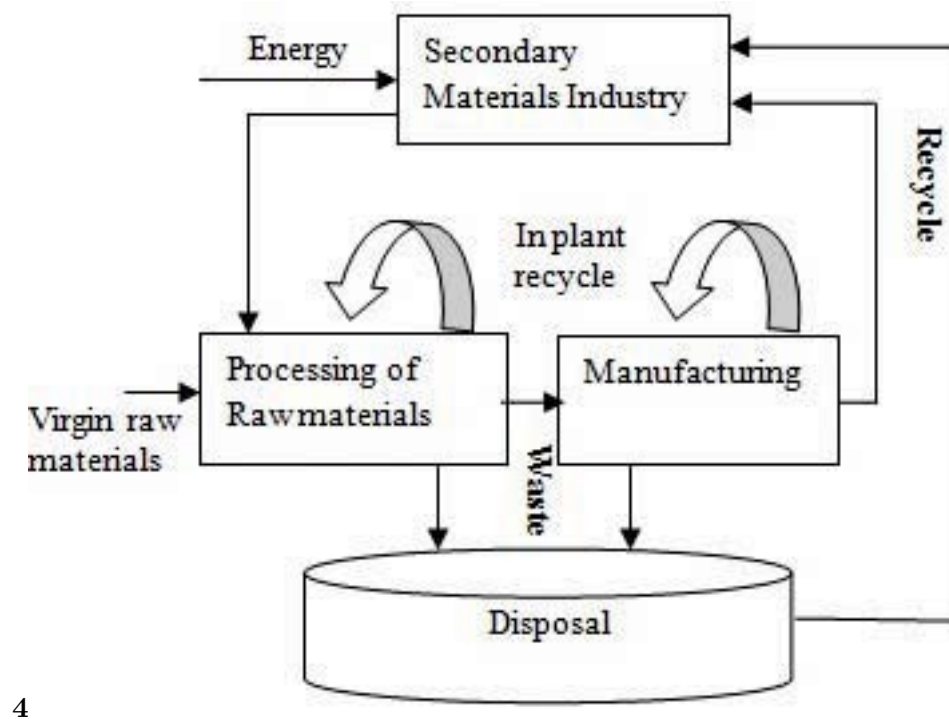 Energy
Secondary
Materials Industry
Recycle
Inplant
recycle
Processing of
Rawmaterials
Manufacturing
Virgin raw
materials
Waste
Disposal
4